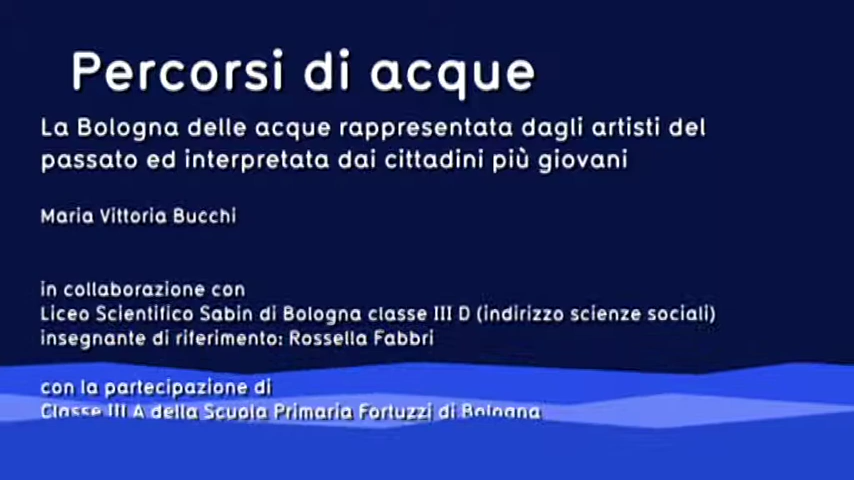 Percorsi di acque
La Bologna delle acque rappresentata dagli artisti del
passato ed interpretata dai cittadini più giovani
Maria Vittoria Bucchi
in collaborazione con
Liceo Scientifico Sabin di Bologna classe III D (indirizzo scienze sociali)
insegnante di riferimento: Rossella Fabbri
con la partecipazione di
Classe III A della Scuola Primaria Fortuzzi di Bologna